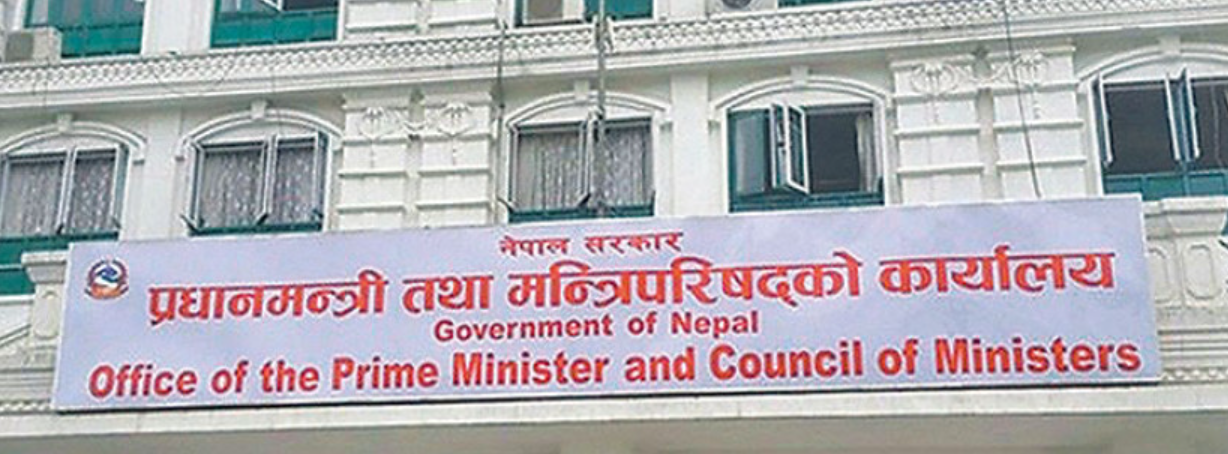 नेपाल सरकार
प्रधानमन्त्री तथा मन्त्रिपरिषद्को कार्यालय
Government of Nepal
Office of the Prime Minister and Council of Ministers